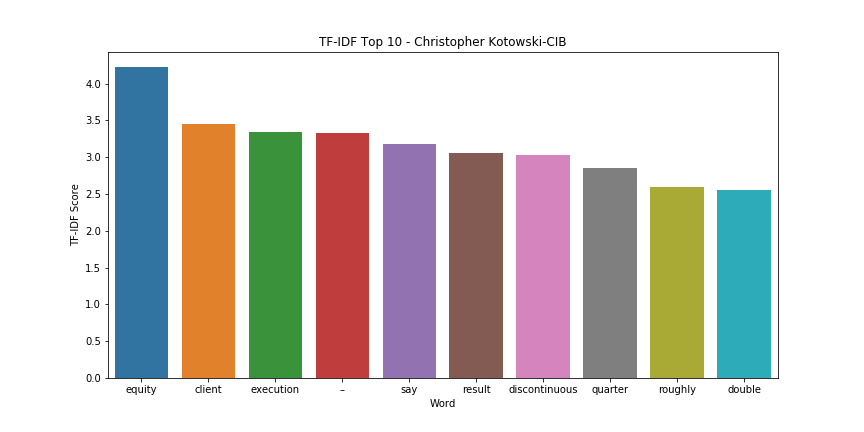 TF-IDF Top 10 - Christopher Kotowski-CIB
TF-IDF Score
4.0
3.5
3.0
2.5
2.0
1.5
1.0
0.5
0.0
equity client execution – say result discontinuous quarter roughly double
Word